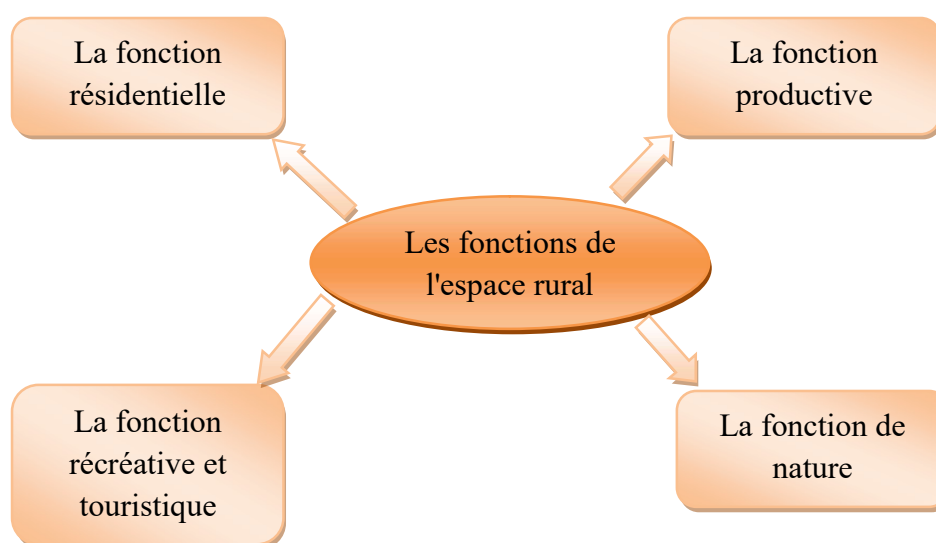 La fonction
résidentielle
La fonction
productive
Les fonctions de
l'espace rural
La fonction
récréative et
touristique
La fonction de
nature